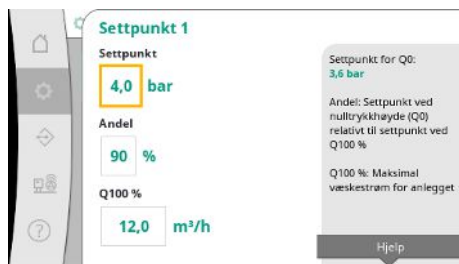 Settpunkt 1
Settpunkt
4,0 bar
Andel
90 %
Q100 %
12,0 m³/h
Settpunkt for Q0:
3,6 bar
Andel: Settpunkt ved
nulltrykkhøyde (Q0)
relativt til settpunkt ved
Q100 %
Q100 %: Maksimal
væskestrøm for anlegget
Hjelp